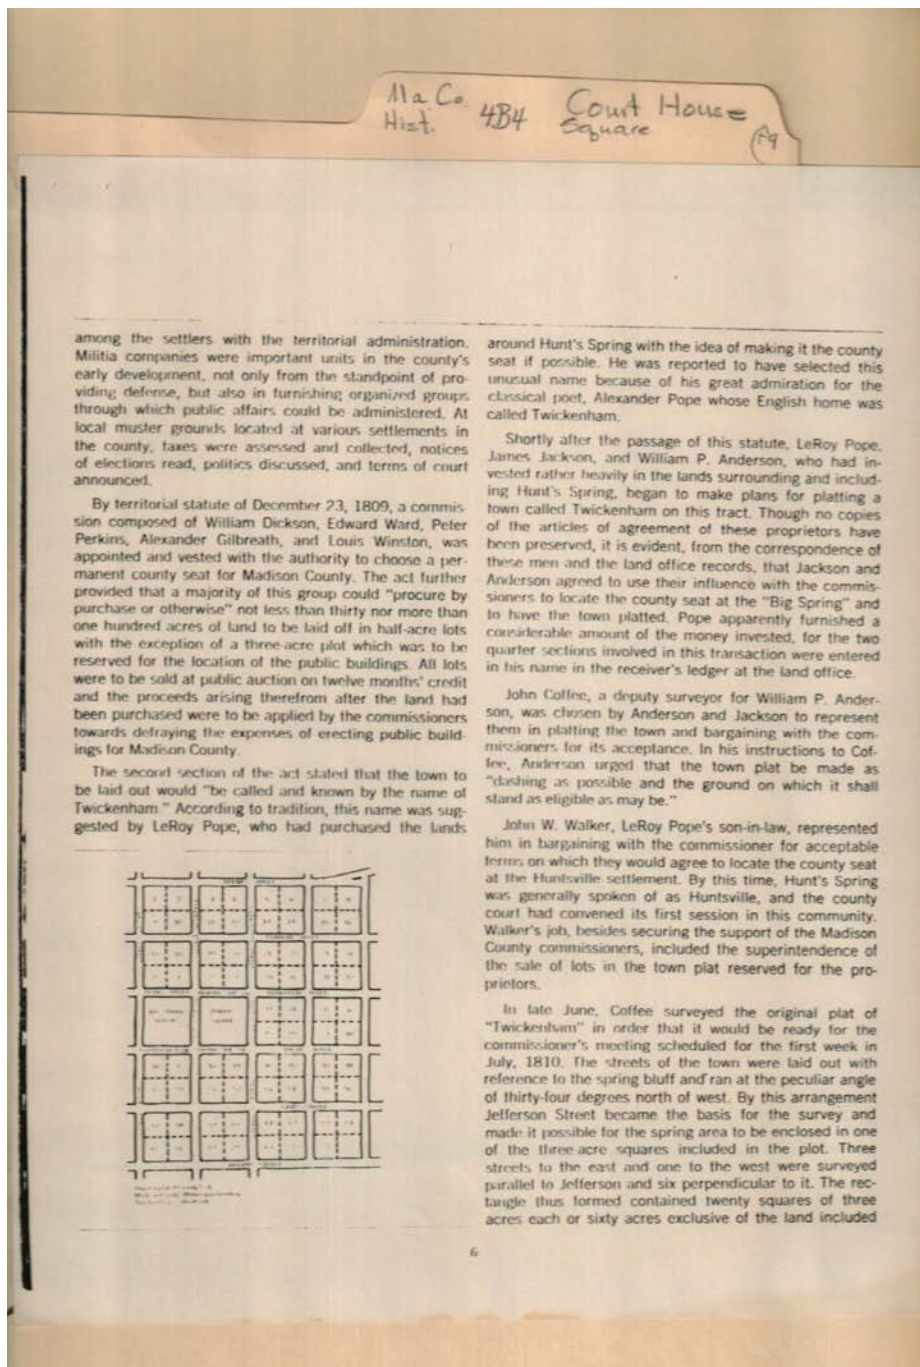 Ma. Co. 4B4 Court House
Hist. Square
among the settlers with the territorial administration.
Militia companies were important units in the county's
early development, not only from the standpoint of pro-
viding defense, but also in furnishing organized groups
through which public affairs could be administered. At
local muster grounds located at various settlements in
the county, taxes were assessed and collected, notices
of elections read, politics discussed, and terms of court
announced.
By territorial statute of December 23, 1809, a commis-
sion composed of William Dickson, Edward Ward, Peter
Perkins, Alexander Gilbreath, and Louis Winston, was
appointed and vested with the authority to choose a per-
manent county seat for Madison County. The act further
provided that a majority of this group could "procure by
purchase or otherwise" not less than thirty nor more than
one hundred acres of land to be laid off in half-acre lots
with the exception of a three-acre plot which was to be
reserved for the location of the public buildings. All lots
were to be sold at public auction on twelve months' credit
and the proceeds arising therefrom after the land had
been purchased were to be applied by the commissioners
towards defraying the expenses of erecting public build-
ings for Madison County.
The second section of the act stated that the town to
be laid out would "be called and known by the name of
Twickenham." According to tradition, this name was sug-
gested by LeRoy Pope, who had purchased the lands
around Hunt's Spring with the idea of making it the county
seat if possible. He was reported to have selected this
unusual name because of his great admiration for the
classical poet, Alexander Pope whose English home was
called Twickenham.
Shortly after the passage of this statute, LeRoy Pope,
James Jackson, and William P. Anderson, who had in-
vested rather heavily in the lands surrounding and includ-
ing Hunt's Spring, began to make plans for platting a
town called Twickenham on this tract. Though no copies
of the articles of agreement of these proprietors have
been preserved, it is evident, from the correspondence of
these men and the land office records, that Jackson and
Anderson agreed to use their influence with the commis-
sioners to locate the county seat at the "Big Spring" and
to have the town platted. Pope apparently furnished a
considerable amount of the money invested, for the two
quarter sections involved in this transaction were entered
in his name in the receiver's ledger at the land office.
John Coffee, a deputy surveyor for William P. Ander-
son, was chosen by Anderson and Jackson to represent
them in platting the town and bargaining with the com-
missioners for its acceptance. In his instructions to Cof-
fee, Anderson urged that the town plat be made as
"dashing as possible and the ground on which it shall
stand as eligible as may be."
John W. Walker, LeRoy Pope's son-in-law, represented
him in bargaining with the commissioner for acceptable
terms on which they would agree to locate the county seat
at the Huntsville settlement. By this time, Hunt's Spring
was generally spoken of as Huntsville, and the county
court had convened its first session in this community.
Walker's job, besides securing the support of the Madison
County commissioners, included the superintendence of
the sale of lots in the town plat reserved for the pro-
prietors.
In late June, Coffee surveyed the original plat of
"Twickenham" in order that it would be ready for the
commissioner's meeting scheduled for the first week in
July, 1810. The streets of the town were laid out with
reference to the spring bluff and ran at the peculiar angle
of thirty-four degrees north of west. By this arrangement
Jefferson Street became the basis for the survey and
made it possible for the spring area to be enclosed in one
of the three-acre squares included in the plot. Three
streets to the east and one to the west were surveyed
parallel to Jefferson and six perpendicular to it. The rec-
tangle thus formed contained twenty squares of three
acres each or sixty acres exclusive of the land included
6